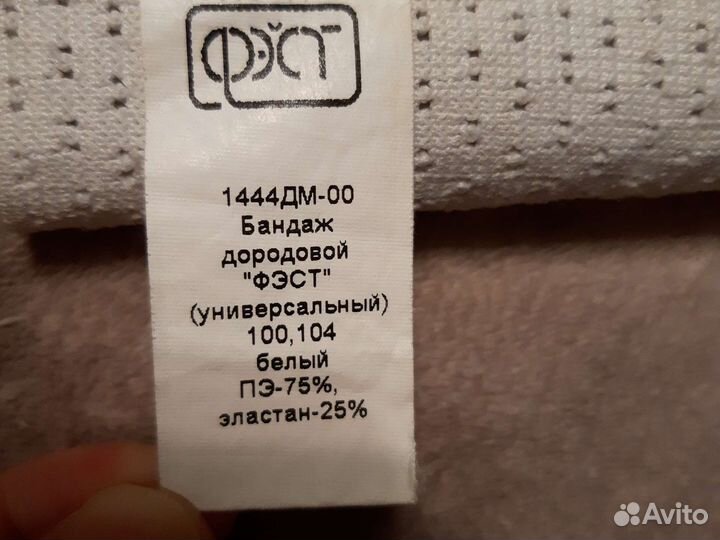 ФЭСТ
1444ДМ-00
Бандаж
дородовой
"ФЭСТ"
(универсальный)
100,104
белый
ПЭ-75%,
эластан-25%
Avito